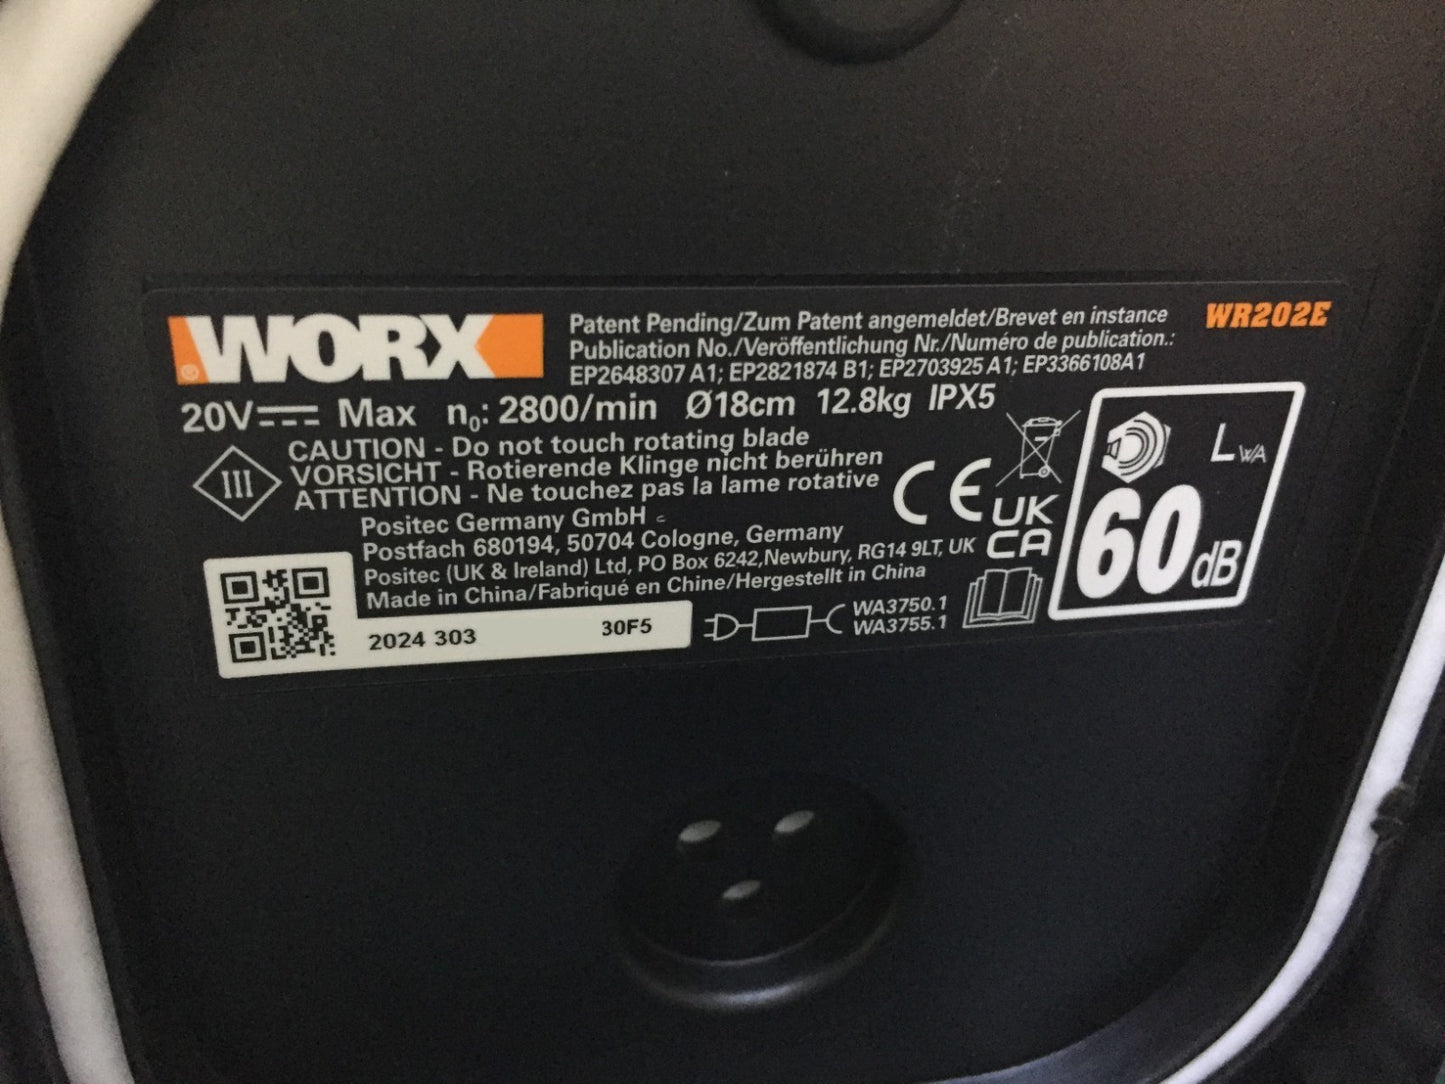 WORX
®
Patent Pending/Zum Patent angemeldet/Brevet en instance
Publication No./Veröffentlichung Nr./Numéro de publication.:
EP2648307 A1; EP2821874 B1; EP2703925 A1; EP3366108A1
WR202E
20V Max n₀: 2800/min Ø18cm 12.8kg IPX5
III
CAUTION - Do not touch rotating blade
VORSICHT - Rotierende Klinge nicht berühren
ATTENTION - Ne touchez pas la lame rotative
CE
UK
CA
LWA
60dB
Positec Germany GmbH
Postfach 680194, 50704 Cologne, Germany
Positec (UK & Ireland) Ltd, PO Box 6242,Newbury, RG14 9LT, UK
Made in China/Fabriqué en Chine/Hergestellt in China
2024 303 30F5
WA3750.1
WA3755.1